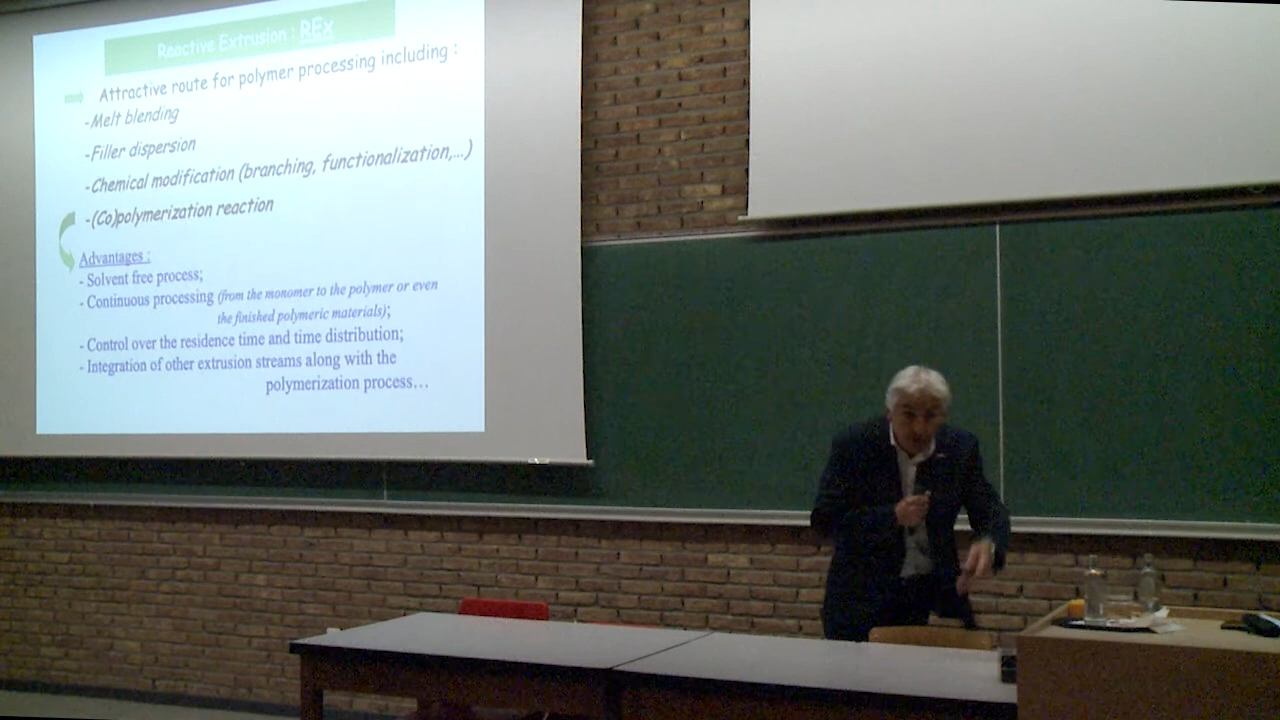 Reactive Extrusion : REx
Attractive route for polymer processing including :
-Melt blending
-Filler dispersion
-Chemical modification (branching, functionalization,...)
-(Co)polymerization reaction
Advantages :
- Solvent free process;
- Continuous processing (from the monomer to the polymer or even
the finished polymeric materials);
- Control over the residence time and time distribution;
- Integration of other extrusion streams along with the
polymerization process...